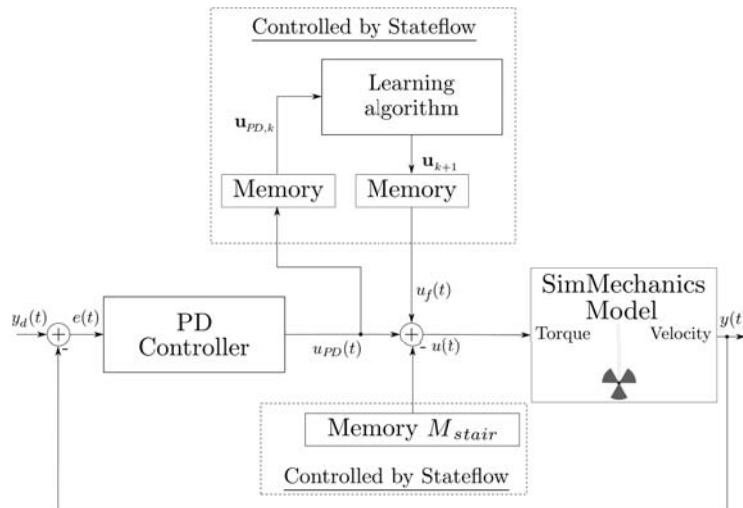 Controlled by Stateflow
Learning
algorithm
u_{PD,k}
u_{k+1}
Memory
Memory
u_f(t)
SimMechanics
Model
y_d(t)
e(t)
PD
Controller
u_{PD}(t)
+
-
+
- u(t)
Torque
Velocity
y(t
Memory M_{stair}
Controlled by Stateflow